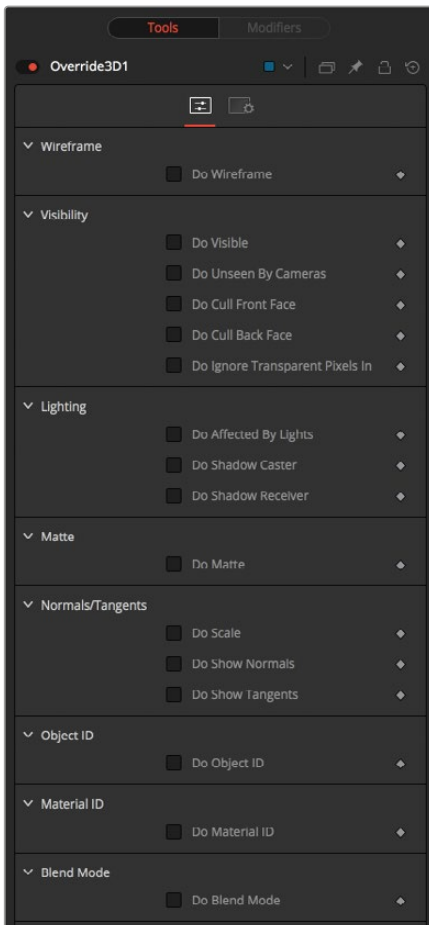 Tools Modifiers
Override3D1
Wireframe
Do Wireframe
Visibility
Do Visible
Do Unseen By Cameras
Do Cull Front Face
Do Cull Back Face
Do Ignore Transparent Pixels In
Lighting
Do Affected By Lights
Do Shadow Caster
Do Shadow Receiver
Matte
Do Matte
Normals/Tangents
Do Scale
Do Show Normals
Do Show Tangents
Object ID
Do Object ID
Material ID
Do Material ID
Blend Mode
Do Blend Mode